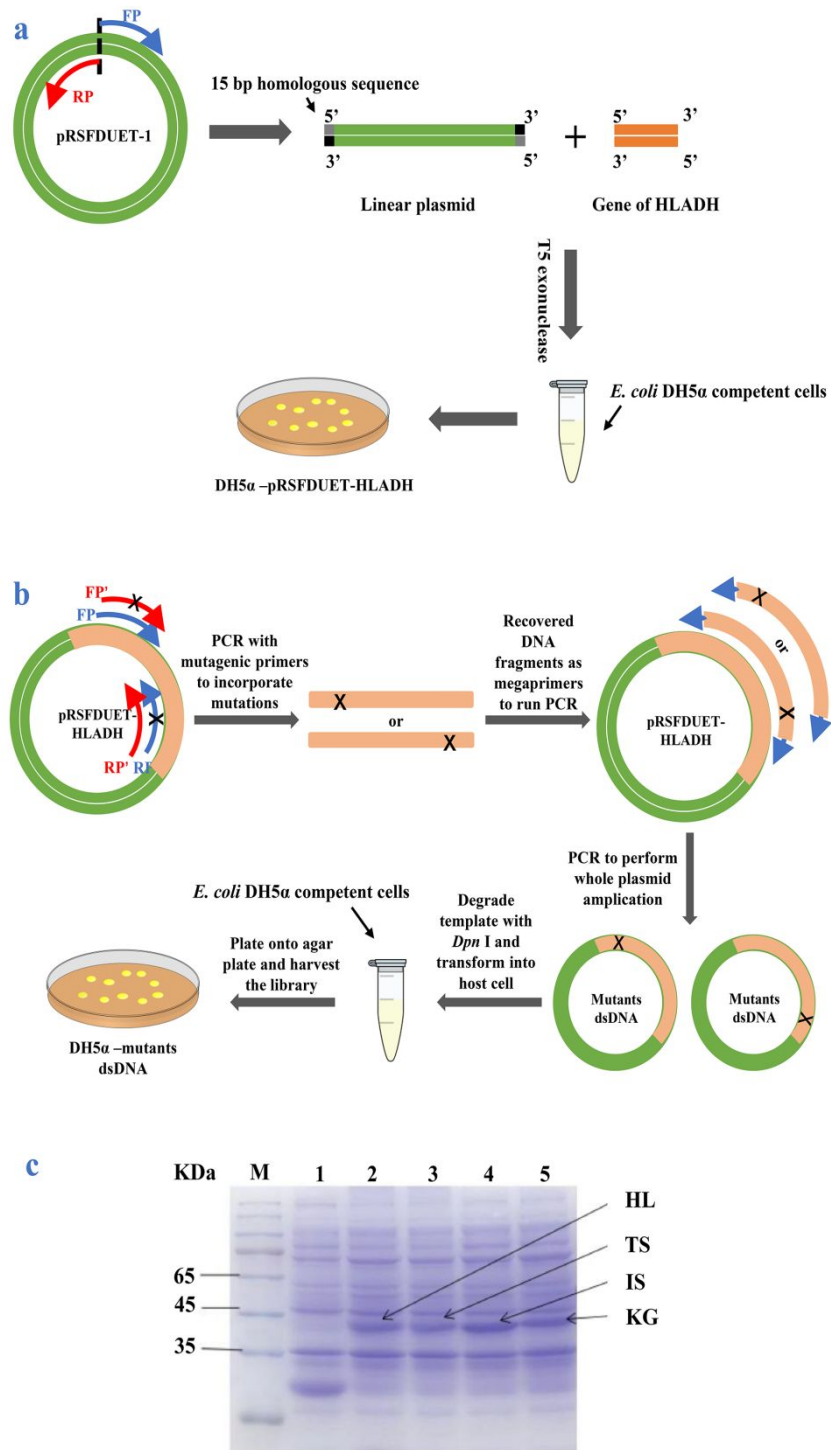 a
FP
RP
pRSFDUET-1
15 bp homologous sequence
5’
3’
3’
5’
Linear plasmid
+
5’
3’
3’
5’
Gene of HLADH
T5 exonuclease
E. coli DH5α competent cells
DH5α –pRSFDUET-HLADH
b
FP'
X
FP
pRSFDUET-
HLADH
X
RP'
RP
PCR with
mutagenic primers
to incorporate
mutations
X
or
X
Recovered
DNA
fragments as
megaprimers
to run PCR
X
or
X
pRSFDUET-
HLADH
PCR to perform
whole plasmid
amplication
X
Mutants
dsDNA
Mutants
dsDNA
X
Degrade
template with
Dpn I and
transform into
host cell
E. coli DH5α competent cells
Plate onto agar
plate and harvest
the library
DH5α –mutants
dsDNA
c
KDa M 1 2 3 4 5
65
45
35
HL
TS
IS
KG